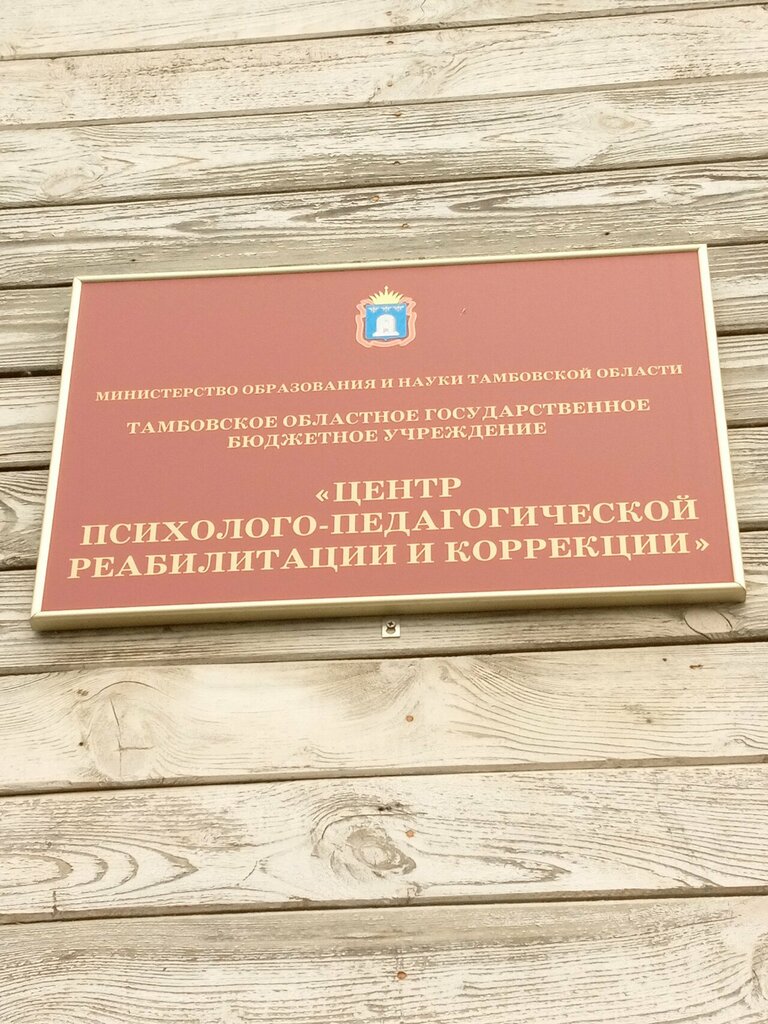 МИНИСТЕРСТВО ОБРАЗОВАНИЯ И НАУКИ ТАМБОВСКОЙ ОБЛАСТИ
ТАМБОВСКОЕ ОБЛАСТНОЕ ГОСУДАРСТВЕННОЕ
БЮДЖЕТНОЕ УЧРЕЖДЕНИЕ
«ЦЕНТР
ПСИХОЛОГО-ПЕДАГОГИЧЕСКОЙ
РЕАБИЛИТАЦИИ И КОРРЕКЦИИ»